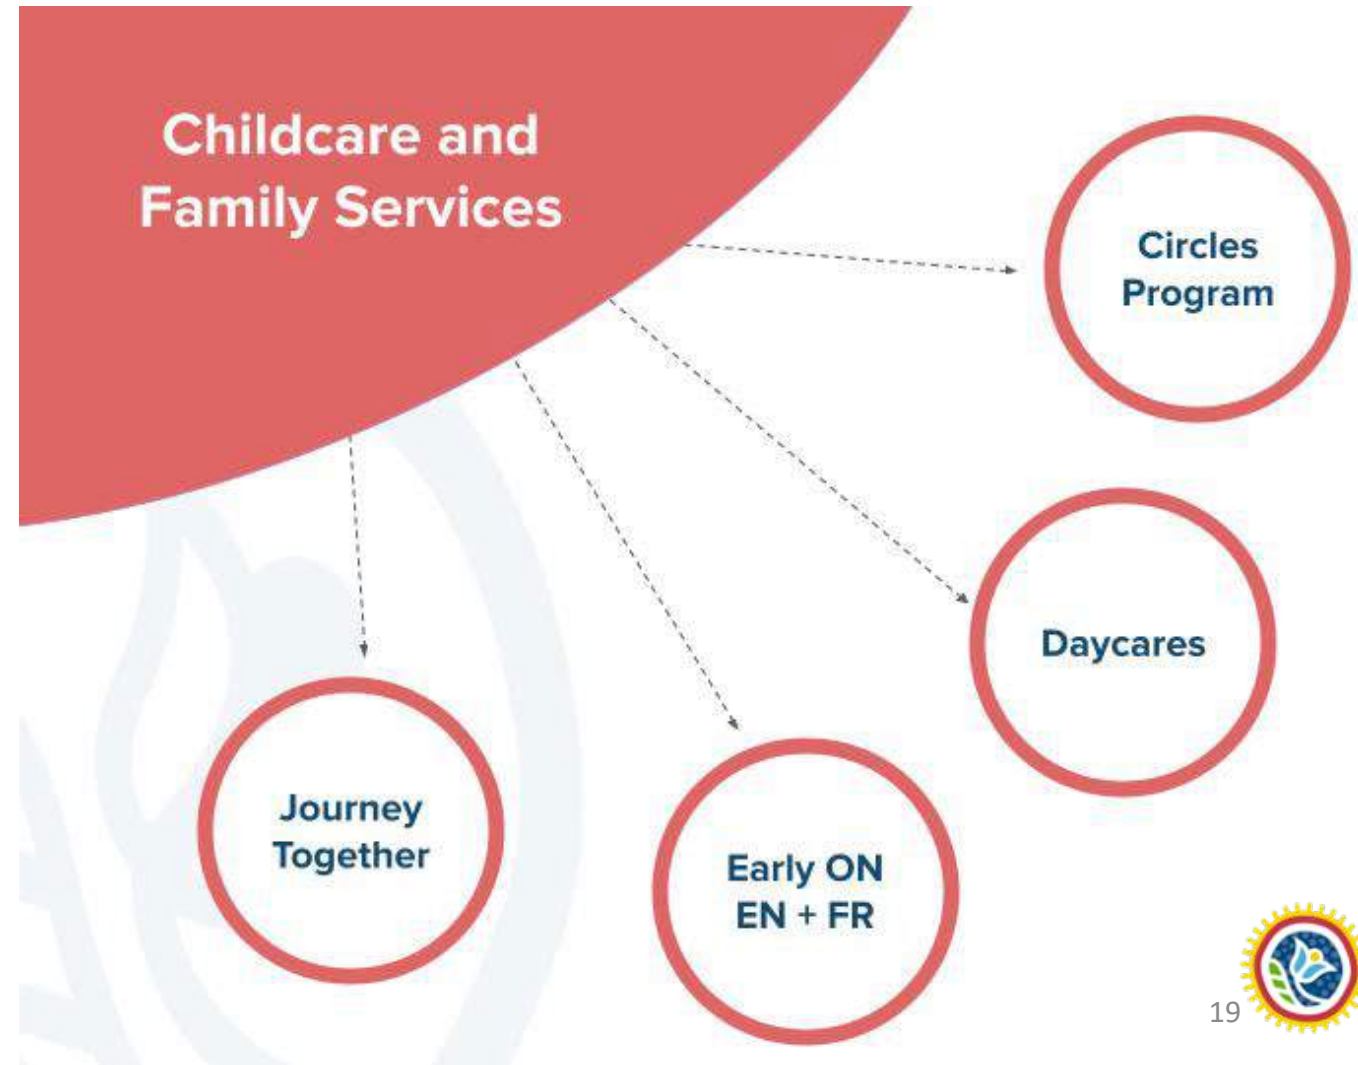 Childcare and
Family Services
Circles
Program
Daycares
Journey
Together
Early ON
EN + FR
19